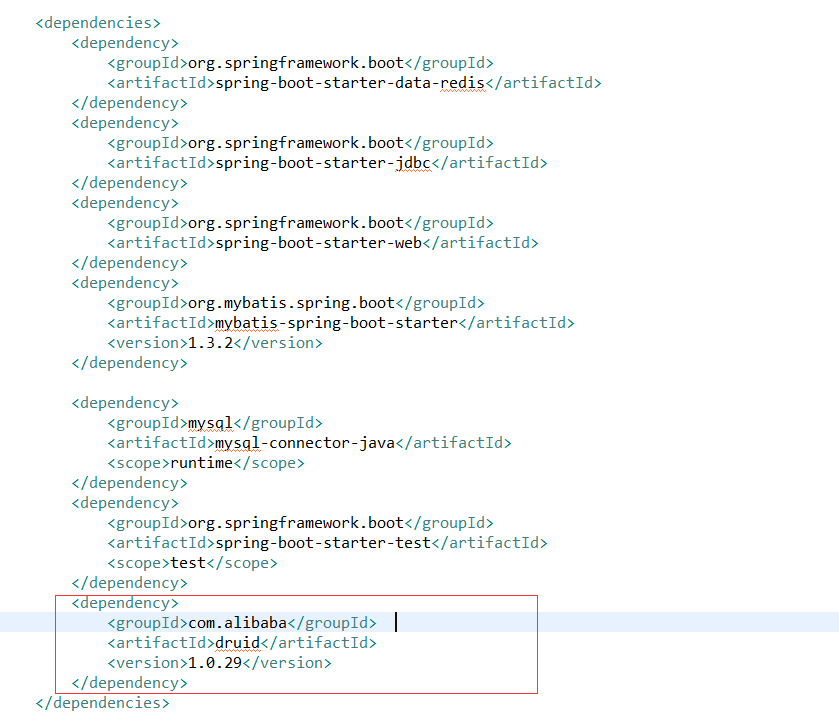 <dependencies>
<dependency>
<groupId>org.springframework.boot</groupId>
<artifactId>spring-boot-starter-data-redis</artifactId>
</dependency>
<dependency>
<groupId>org.springframework.boot</groupId>
<artifactId>spring-boot-starter-jdbc</artifactId>
</dependency>
<dependency>
<groupId>org.springframework.boot</groupId>
<artifactId>spring-boot-starter-web</artifactId>
</dependency>
<dependency>
<groupId>org.mybatis.spring.boot</groupId>
<artifactId>mybatis-spring-boot-starter</artifactId>
<version>1.3.2</version>
</dependency>
<dependency>
<groupId>mysql</groupId>
<artifactId>mysql-connector-java</artifactId>
<scope>runtime</scope>
</dependency>
<dependency>
<groupId>org.springframework.boot</groupId>
<artifactId>spring-boot-starter-test</artifactId>
<scope>test</scope>
</dependency>
<dependency>
<groupId>com.alibaba</groupId>
<artifactId>druid</artifactId>
<version>1.0.29</version>
</dependency>
</dependencies>